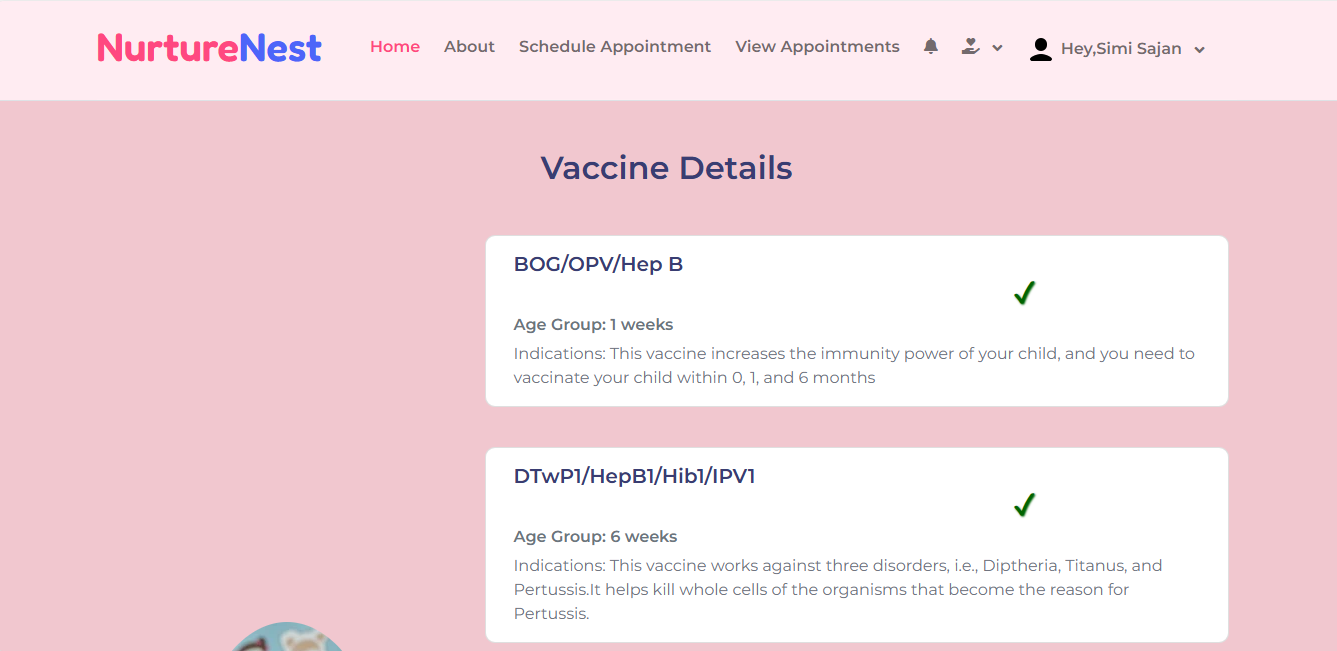 NurtureNest
Home About Schedule Appointment View Appointments Hey,Simi Sajan
Vaccine Details
BOG/OPV/Hep B
Age Group: 1 weeks
Indications: This vaccine increases the immunity power of your child, and you need to
vaccinate your child within 0, 1, and 6 months
DTwP1/HepB1/Hib1/IPV1
Age Group: 6 weeks
Indications: This vaccine works against three disorders, i.e., Diptheria, Titanus, and
Pertussis.It helps kill whole cells of the organisms that become the reason for
Pertussis.